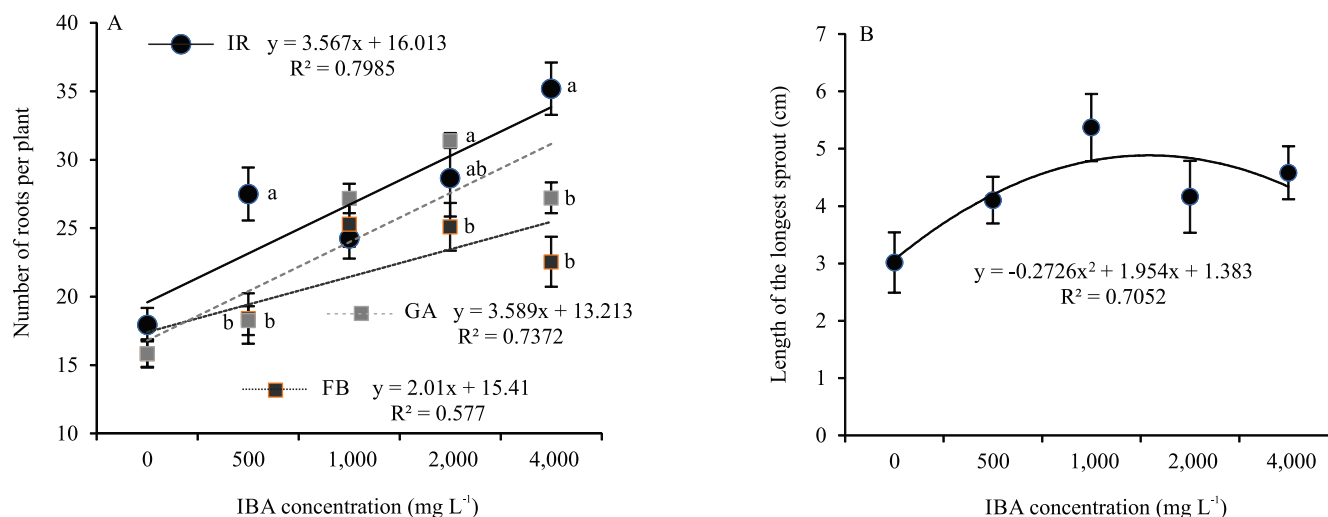 A
IR y = 3.567x + 16.013
R² = 0.7985
a
a
a
ab
b
b
b
b b
GA y = 3.589x + 13.213
R² = 0.7372
FB y = 2.01x + 15.41
R² = 0.577
40
35
30
25
20
15
10
Number of roots per plant
0 500 1,000 2,000 4,000
IBA concentration (mg L⁻¹)
B
7
6
5
4
3
2
1
0
Length of the longest sprout (cm)
y = -0.2726x² + 1.954x + 1.383
R² = 0.7052
0 500 1,000 2,000 4,000
IBA concentration (mg L⁻¹)